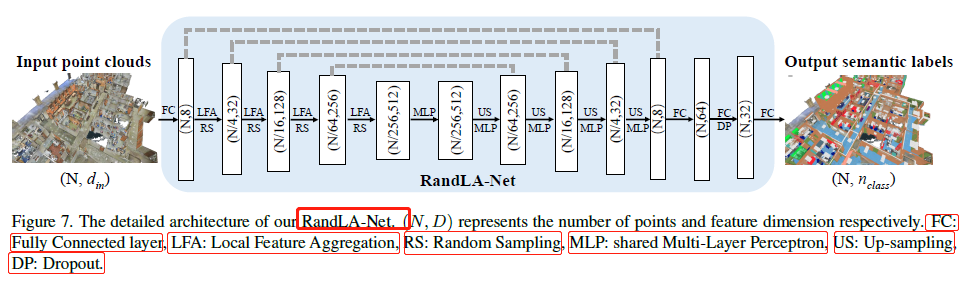 Input point clouds
(N, d_in)
FC
(N,8)
LFA
RS
(N/4,32)
LFA
RS
(N/16,128)
LFA
RS
(N/64,256)
LFA
RS
(N/256,512)
MLP
(N/256,512)
US
MLP
(N/64,256)
US
MLP
(N/16,128)
US
MLP
(N/4,32)
US
MLP
(N,8)
FC
(N,64)
FC
DP
(N,32)
FC
RandLA-Net
Output semantic labels
(N, n_class)
Figure 7. The detailed architecture of our RandLA-Net. (N, D) represents the number of points and feature dimension respectively. FC:
Fully Connected layer, LFA: Local Feature Aggregation, RS: Random Sampling, MLP: shared Multi-Layer Perceptron, US: Up-sampling,
DP: Dropout.